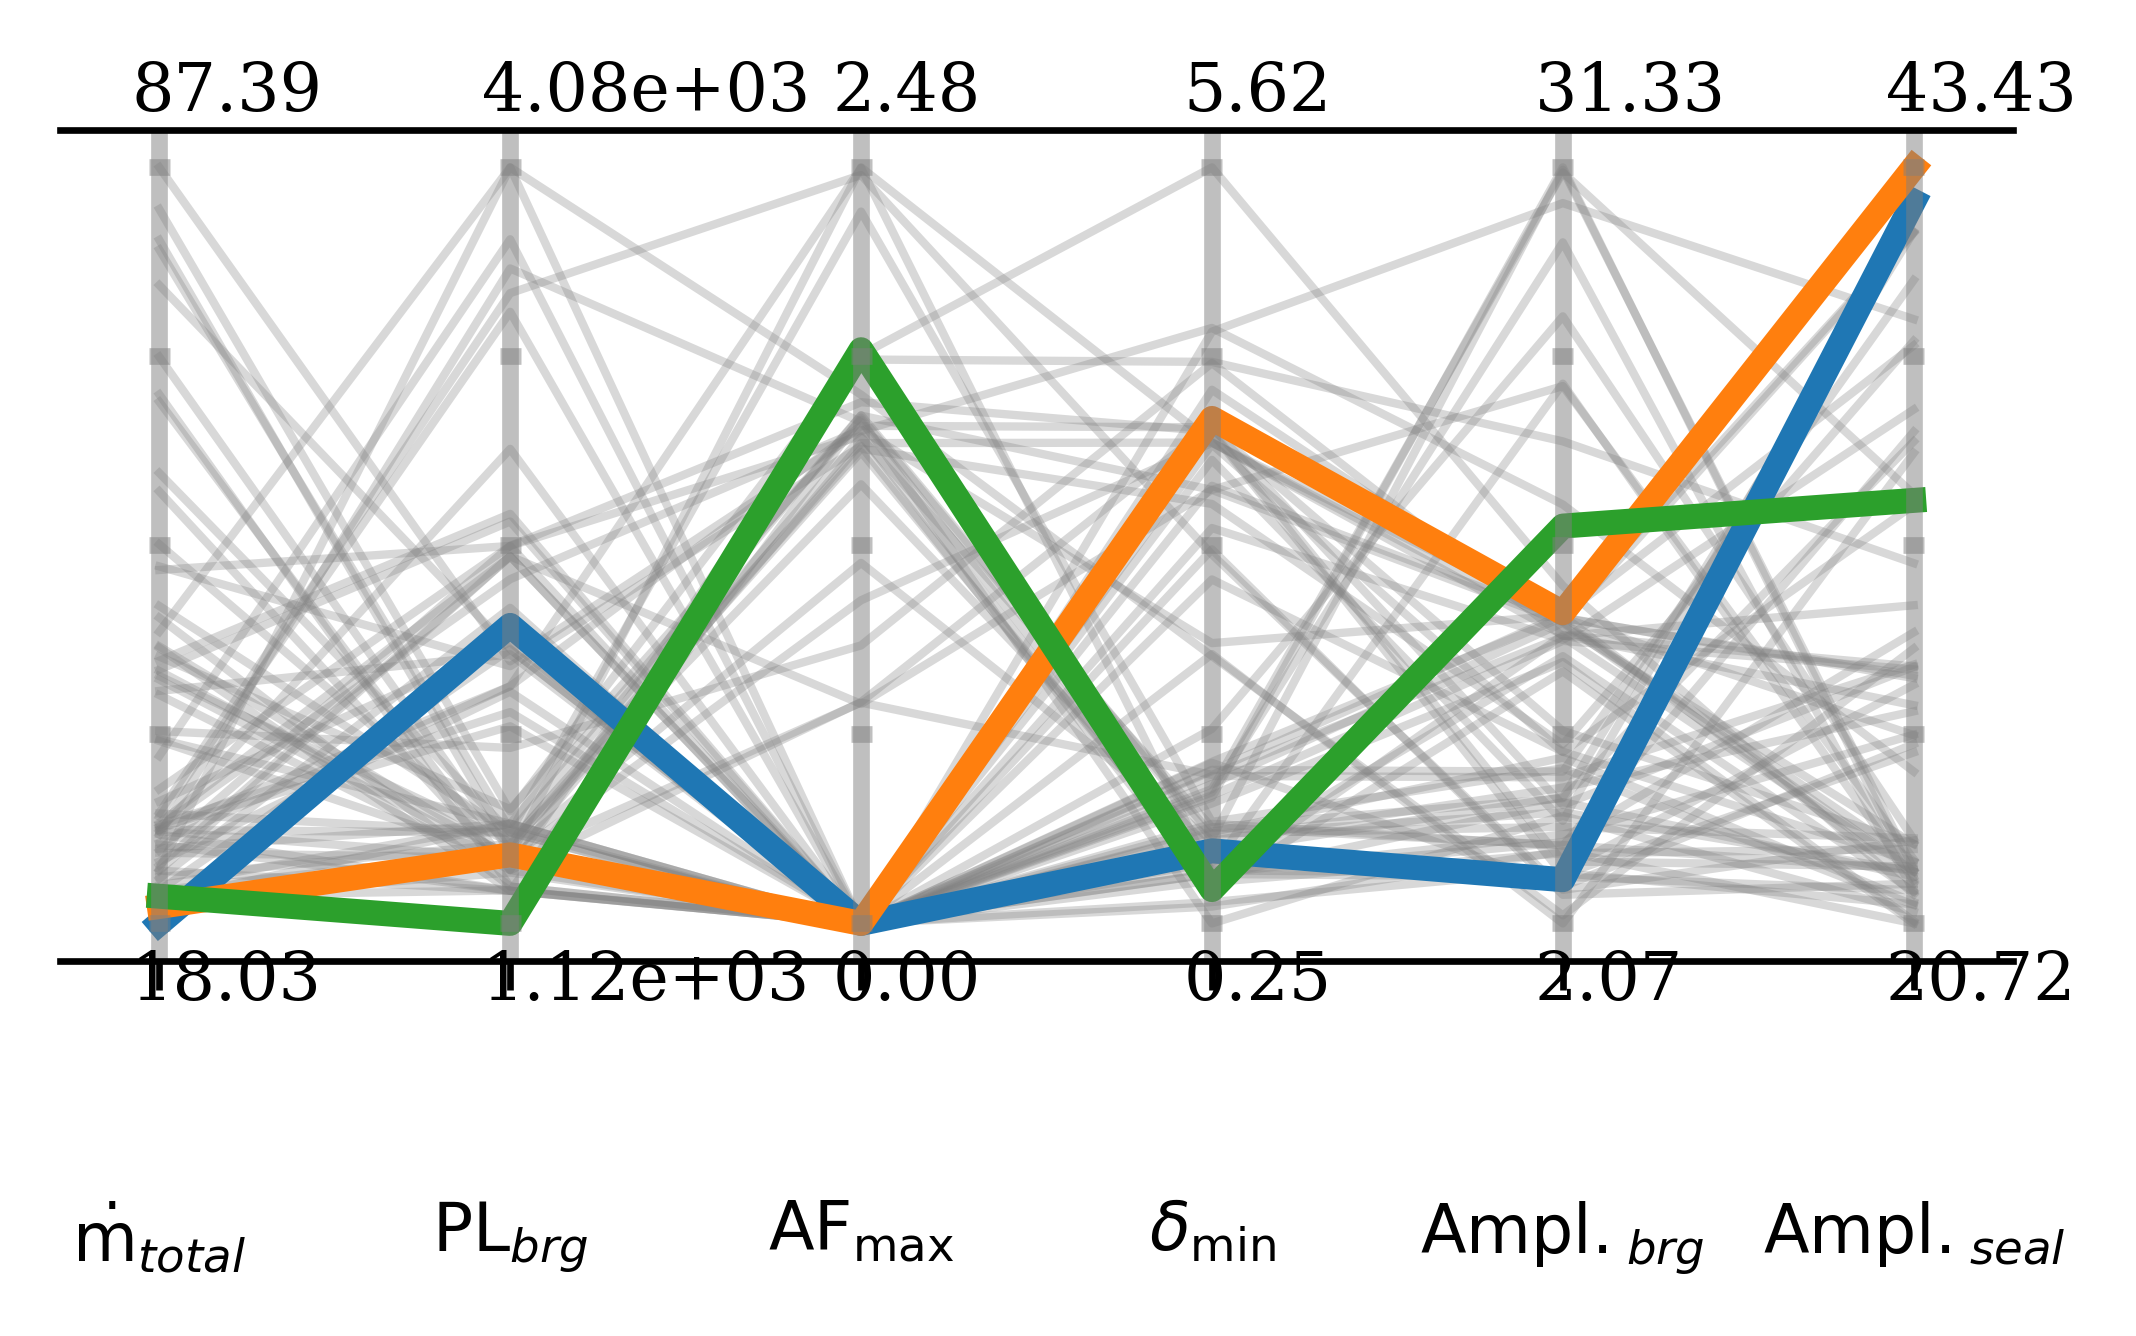 87.39 4.08e+03 2.48 5.62 31.33 43.43
18.03 1.12e+03 0.00 0.25 2.07 20.72
ṁtotal PLbrg AFmax δmin Ampl. brg Ampl. seal